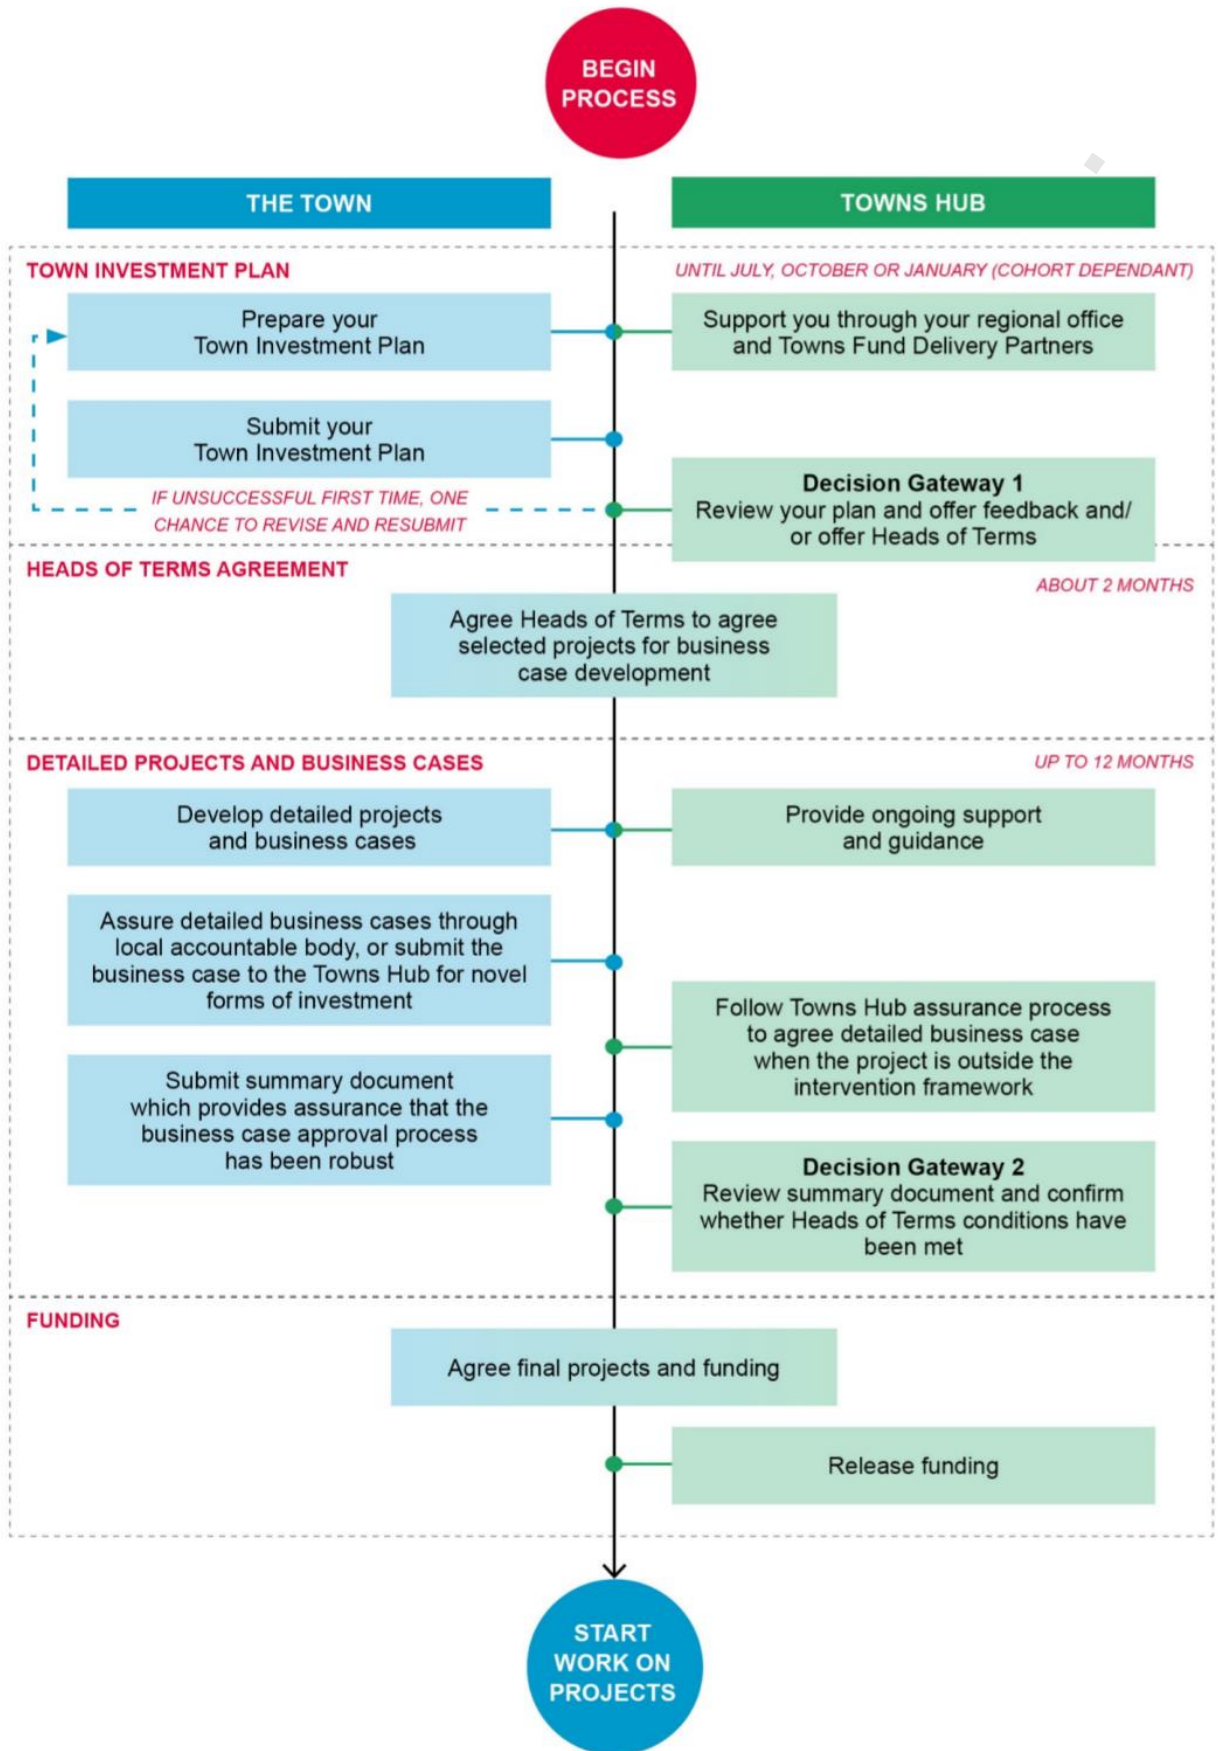 BEGIN
PROCESS
THE TOWN
TOWNS HUB
TOWN INVESTMENT PLAN
UNTIL JULY, OCTOBER OR JANUARY (COHORT DEPENDANT)
Prepare your
Town Investment Plan
Support you through your regional office
and Towns Fund Delivery Partners
Submit your
Town Investment Plan
Decision Gateway 1
Review your plan and offer feedback and/
or offer Heads of Terms
IF UNSUCCESSFUL FIRST TIME, ONE
CHANCE TO REVISE AND RESUBMIT
HEADS OF TERMS AGREEMENT
ABOUT 2 MONTHS
Agree Heads of Terms to agree
selected projects for business
case development
DETAILED PROJECTS AND BUSINESS CASES
UP TO 12 MONTHS
Develop detailed projects
and business cases
Provide ongoing support
and guidance
Assure detailed business cases through
local accountable body, or submit the
business case to the Towns Hub for novel
forms of investment
Follow Towns Hub assurance process
to agree detailed business case
when the project is outside the
intervention framework
Submit summary document
which provides assurance that the
business case approval process
has been robust
Decision Gateway 2
Review summary document and confirm
whether Heads of Terms conditions have
been met
FUNDING
Agree final projects and funding
Release funding
START
WORK ON
PROJECTS